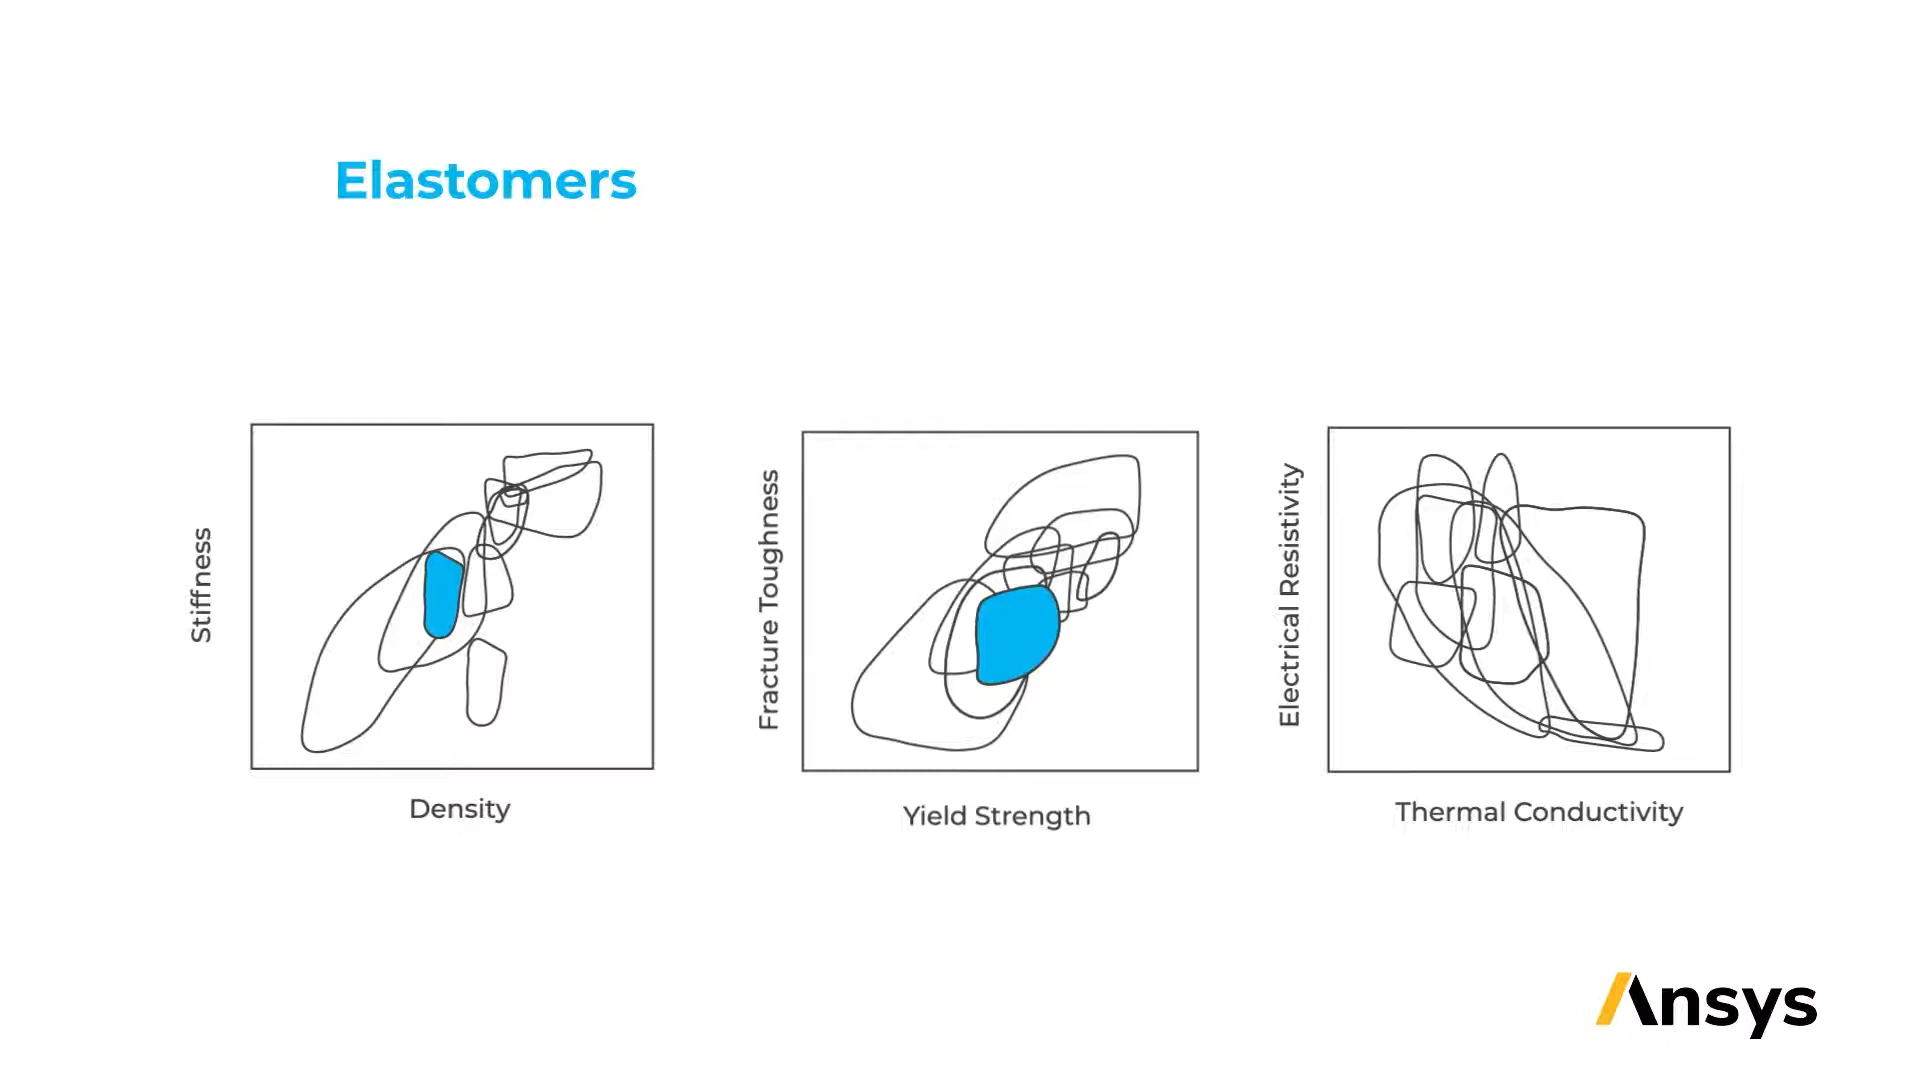 Elastomers
Stiffness
Density
Fracture Toughness
Yield Strength
Electrical Resistivity
Thermal Conductivity
Ansys